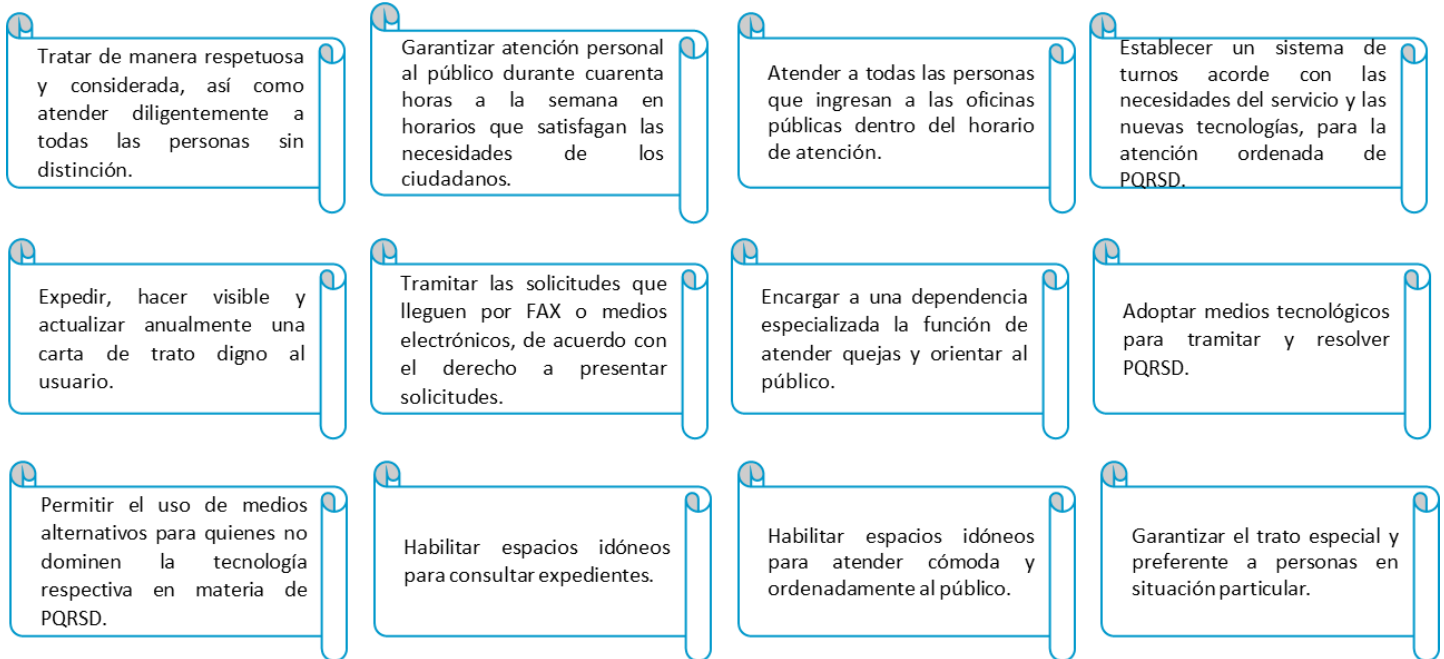 Tratar de manera respetuosa
y considerada, así como
atender diligentemente a
todas las personas sin
distinción.
Garantizar atención personal
al público durante cuarenta
horas a la semana en
horarios que satisfagan las
necesidades de los
ciudadanos.
Atender a todas las personas
que ingresan a las oficinas
públicas dentro del horario
de atención.
Establecer un sistema de
turnos acorde con las
necesidades del servicio y las
nuevas tecnologías, para la
atención ordenada de
PQRSD.
Expedir, hacer visible y
actualizar anualmente una
carta de trato digno al
usuario.
Tramitar las solicitudes que
lleguen por FAX o medios
electrónicos, de acuerdo con
el derecho a presentar
solicitudes.
Encargar a una dependencia
especializada la función de
atender quejas y orientar al
público.
Adoptar medios tecnológicos
para tramitar y resolver
PQRSD.
Permitir el uso de medios
alternativos para quienes no
dominen la tecnología
respectiva en materia de
PQRSD.
Habilitar espacios idóneos
para consultar expedientes.
Habilitar espacios idóneos
para atender cómoda y
ordenadamente al público.
Garantizar el trato especial y
preferente a personas en
situación particular.